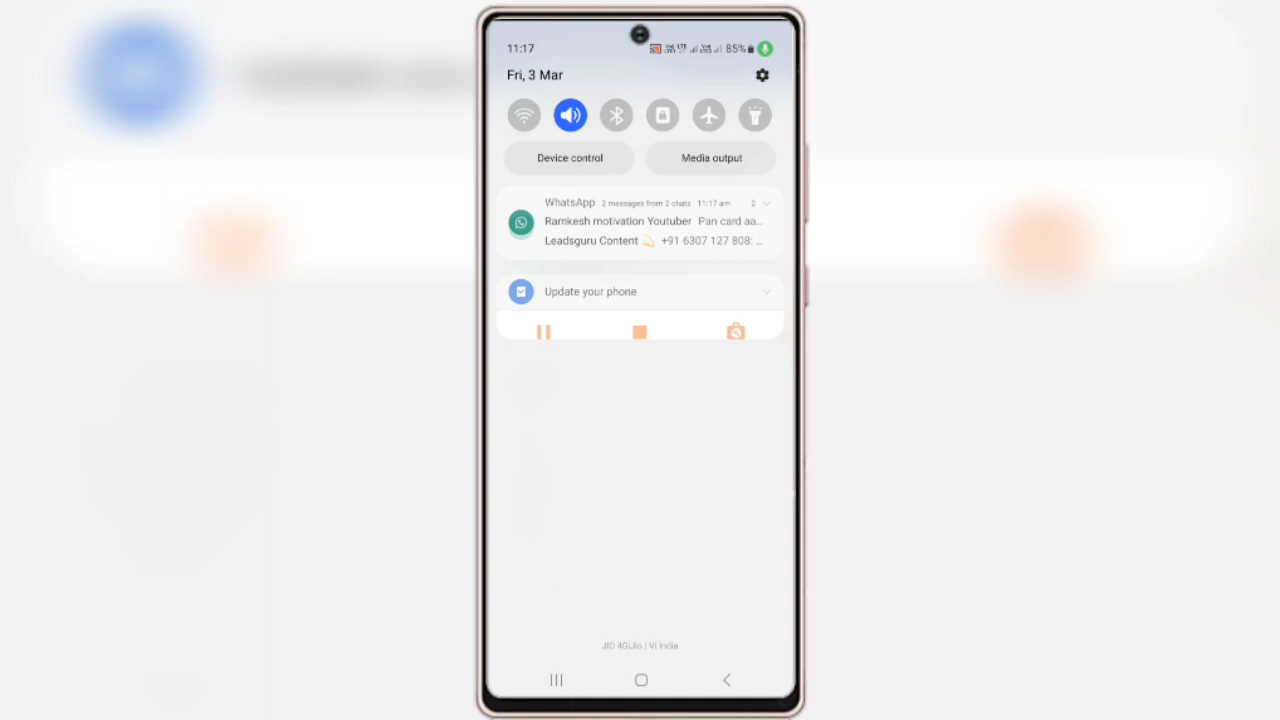 11:17 85%
Fri, 3 Mar
Device control Media output
WhatsApp 2 messages from 2 chats 11:17 am 2
Ramkesh motivation Youtuber Pan card aa...
Leadsguru Content 💫 +91 6307 127 808: ...
Update your phone
JIO 4G|Jio | Vi India